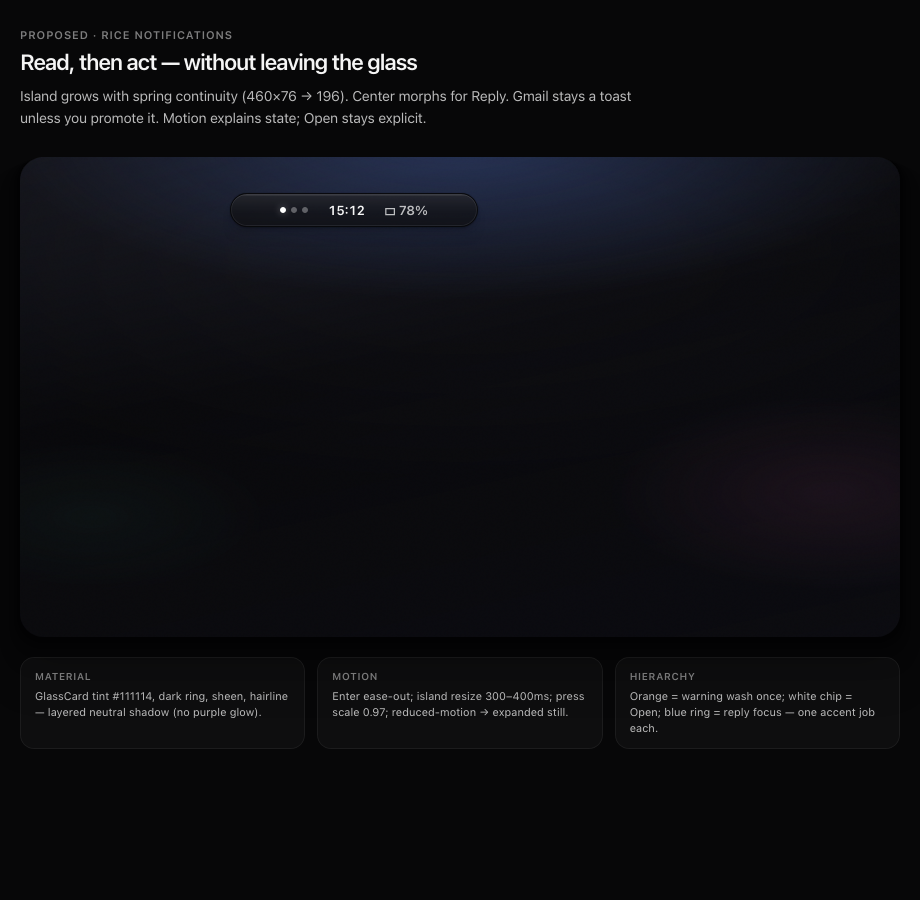 PROPOSED · RICE NOTIFICATIONS
Read, then act — without leaving the glass
Island grows with spring continuity (460×76 → 196). Center morphs for Reply. Gmail stays a toast
unless you promote it. Motion explains state; Open stays explicit.
15:12 78%
MATERIAL
GlassCard tint #111114, dark ring, sheen, hairline
— layered neutral shadow (no purple glow).
MOTION
Enter ease-out; island resize 300–400ms; press
scale 0.97; reduced-motion → expanded still.
HIERARCHY
Orange = warning wash once; white chip =
Open; blue ring = reply focus — one accent job
each.